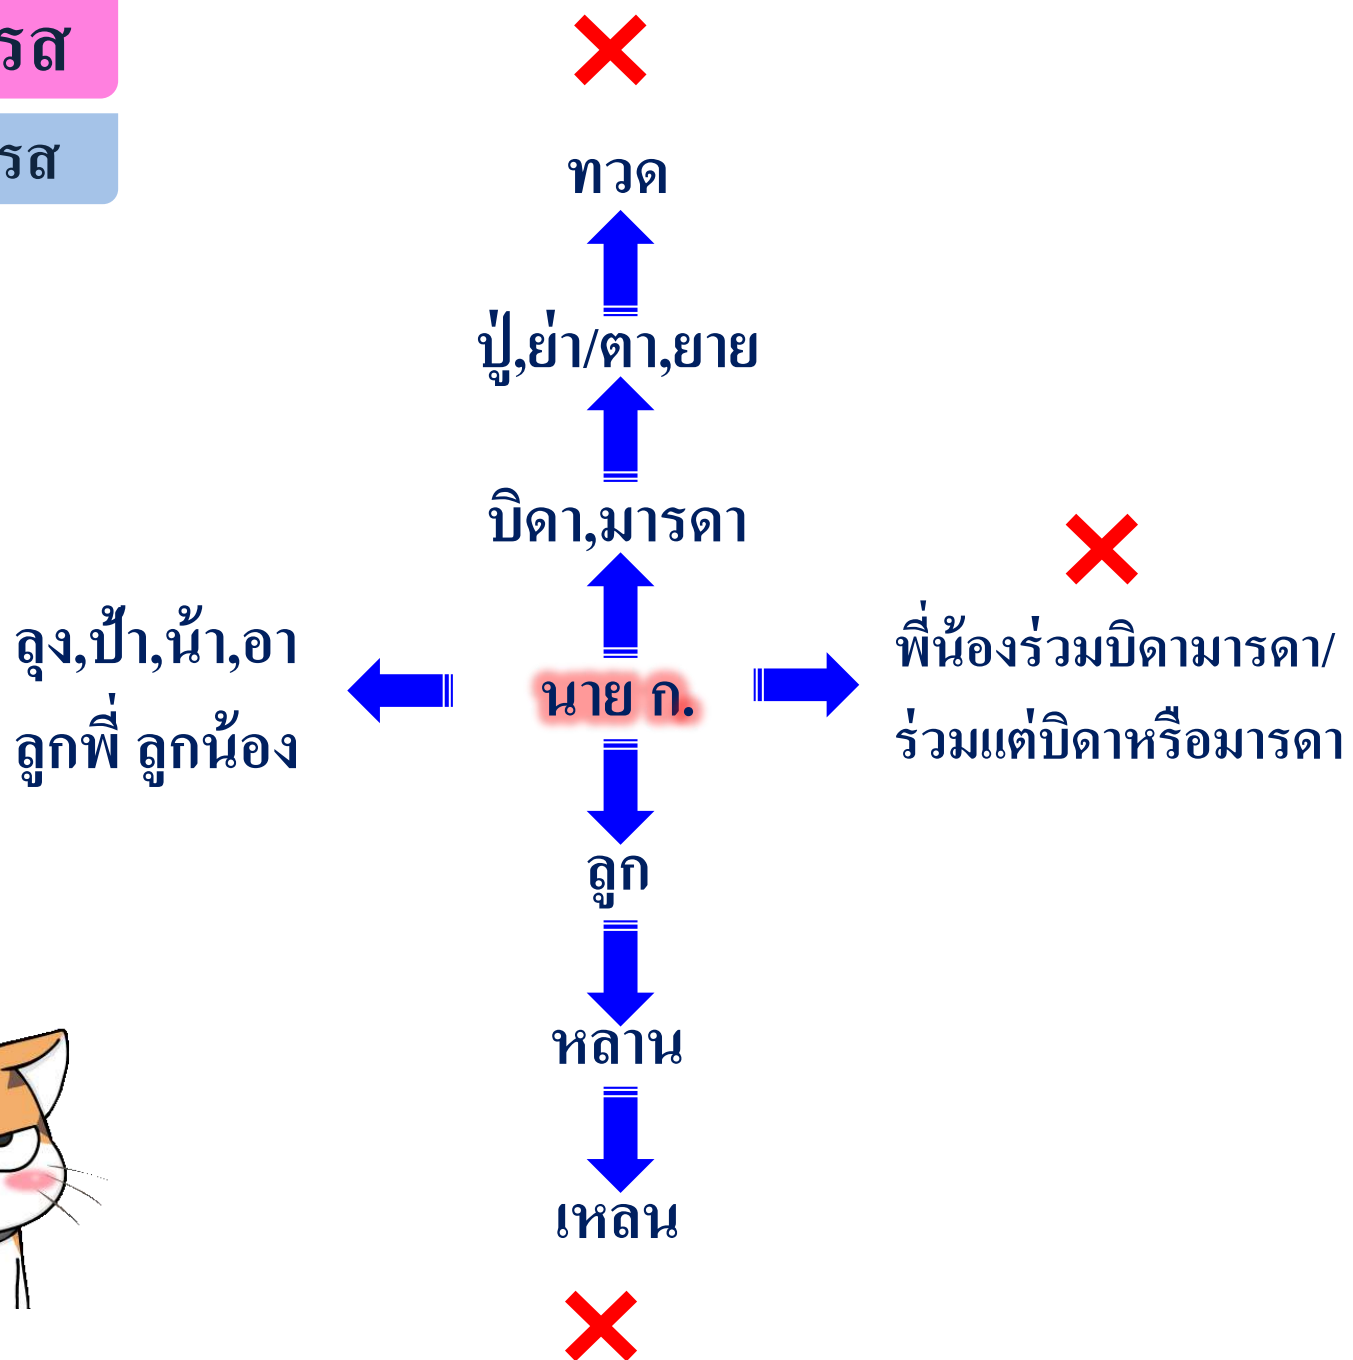 รส
รส
ทวด
ปู่,ย่า/ตา,ยาย
บิดา,มารดา
ลุง,ป้า,น้า,อา
ลูกพี่ ลูกน้อง
นาย ก.
พี่น้องร่วมบิดามารดา/
ร่วมแต่บิดาหรือมารดา
ลูก
หลาน
เหลน